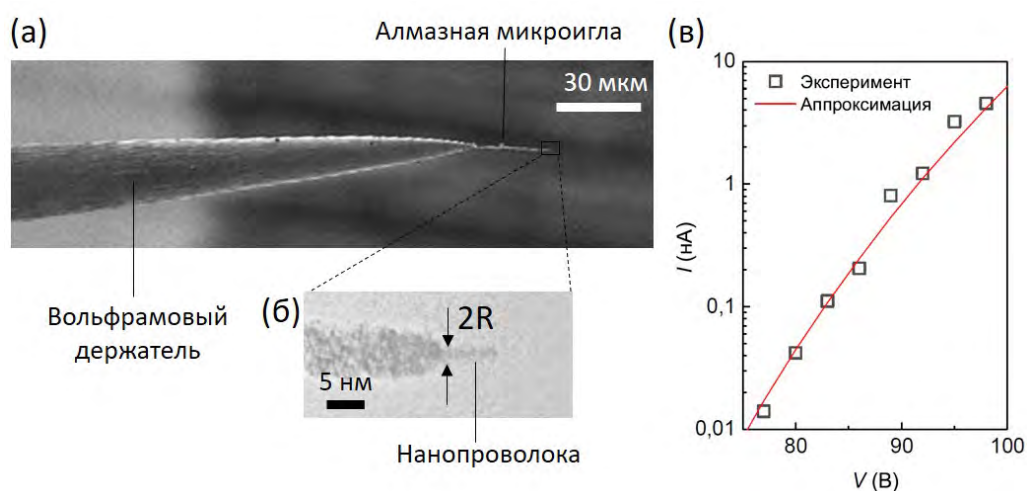 (а)
Алмазная микроигла
30 мкм
Вольфрамовый
держатель
(б)
2R
5 нм
Нанопроволока
(в)
I (нА)
10
1
0,1
0,01
Эксперимент
Аппроксимация
80
90
100
V (В)